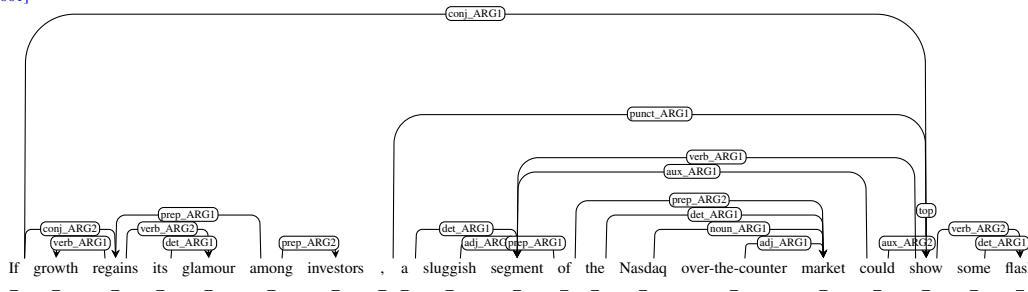 001]
conj_ARG1
punct_ARG1
verb_ARG1
aux_ARG1
prep_ARG2
prep_ARG1 det_ARG1 top
conj_ARG2 verb_ARG2 det_ARG1 noun_ARG1 verb_ARG2
verb_ARG1 det_ARG1 prep_ARG2 adj_ARG prep_ARG1 adj_ARG1 aux_ARG2 det_ARG1
If growth regains its glamour among investors , a sluggish segment of the Nasdaq over-the-counter market could show some flas